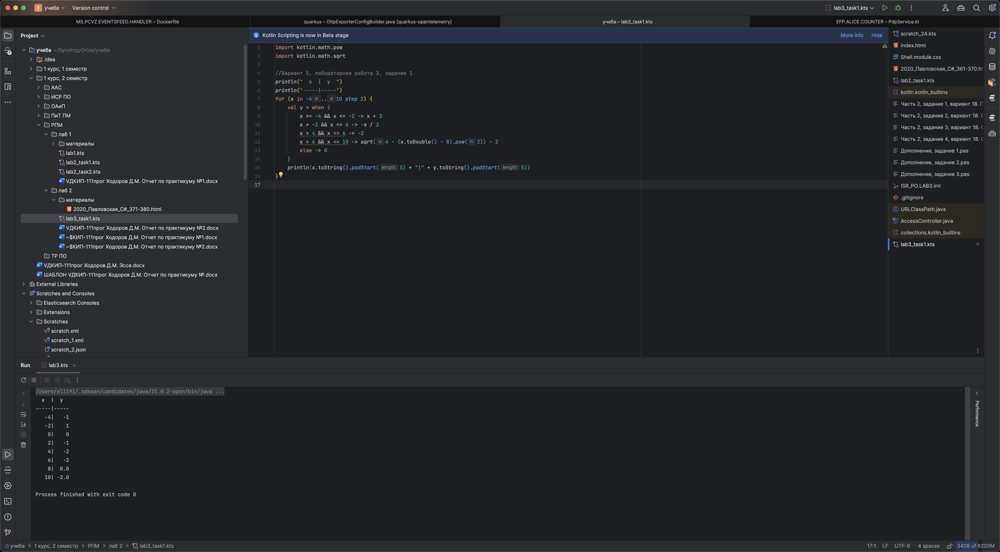 У учеба Version control lab3_task1.kts
MS.PCVZ.EVENTSFEED.HANDLER – Dockerfile
quarkus – OtlpExporterConfigBuilder.java [quarkus-opentelemetry]
учеба – lab3_task1.kts
EFP.ALICE.COUNTER – PdpService.kt
Project
учеба ~/SynologyDrive/учеба
.idea
1 курс, 1 семестр
1 курс, 2 семестр
ААС
ИСР ПО
ОАиП
ПиТ ПМ
РПМ
лаб 1
материалы
lab1.kts
lab2_task1.kts
lab2_task2.kts
VДКИП-111прог Ходоров Д.М. Отчет по практикуму №1.docx
лаб 2
материалы
2020_Павловская_C#_371-380.html
lab3_task1.kts
VДКИП-111прог Ходоров Д.М. Отчет по практикуму №2.docx
~$КИП-111прог Ходоров Д.М. Отчет по практикуму №1.docx
~$КИП-111прог Ходоров Д.М. Отчет по практикуму №2.docx
ТР ПО
VДКИП-111прог Ходоров Д.М. Эссе.docx
ШАБЛОН VДКИП-111прог Ходоров Д.М. Отчет по практикуму №.docx
External Libraries
Scratches and Consoles
Elasticsearch Consoles
Extensions
Scratches
scratch.xml
scratch_1.xml
scratch_2.json
Kotlin Scripting is now in Beta stage More info Hide
1 import kotlin.math.pow
2 import kotlin.math.sqrt
3
4 //Вариант 5, лабораторная работа 3, задание 1
5 println("  x  |  y  ")
6 println("-----|-----")
7 for (x in -4 ≤ .. ≤ 10 step 2) {
8     val y = when {
9         x >= -4 && x <= -2 -> x + 3
10         x > -2 && x <= 4 -> -x / 2
11         x > 4 && x <= 6 -> -2
12         x > 6 && x <= 10 -> sqrt( x: 4 - (x.toDouble() - 8).pow( n: 2)) - 2
13         else -> 0
14     }
15     println(x.toString().padStart( length: 5) + "|" + y.toString().padStart( length: 5))
16 }
17
scratch_24.kts
index.html
Shell.module.css
2020_Павловская_C#_361-370.ht
lab2_task1.kts
kotlin.kotlin_builtins
Часть 2, задание 1, вариант 18. П
Часть 2, задание 2, вариант 18. С
Часть 2, задание 3, вариант 18. С
Часть 2, задание 4, вариант 18. С
Дополнение, задание 1.pas
Дополнение, задание 2.pas
Дополнение, задание 3.pas
ISR_PO.LAB3.iml
.gitignore
URLClassPath.java
AccessController.java
collections.kotlin_builtins
lab3_task1.kts
Run lab3.kts
/Users/el1191/.sdkman/candidates/java/21.0.2-open/bin/java ...
  x  |  y
-----|-----
   -4|   -1
   -2|    1
    0|    0
    2|   -1
    4|   -2
    6|   -2
    8|  0.0
   10| -2.0
Process finished with exit code 0
Performance
учеба > 1 курс, 2 семестр > РПМ > лаб 2 > lab3_task1.kts
17:1 LF UTF-8 4 spaces 3408 of 6200M